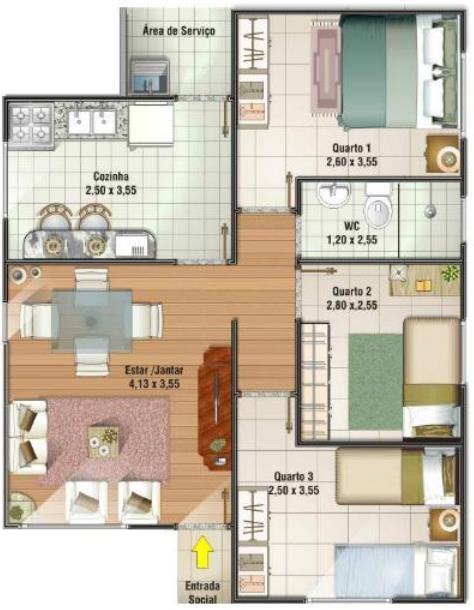 Área de Serviço
Quarto 1
2,60 x 3,55
Cozinha
2,50 x 3,55
WC
1,20 x 2,55
Quarto 2
2,80 x,2,55
Estar /Jantar
4,13 x 3,55
Quarto 3
2,50 x 3,55
Entrada
Social